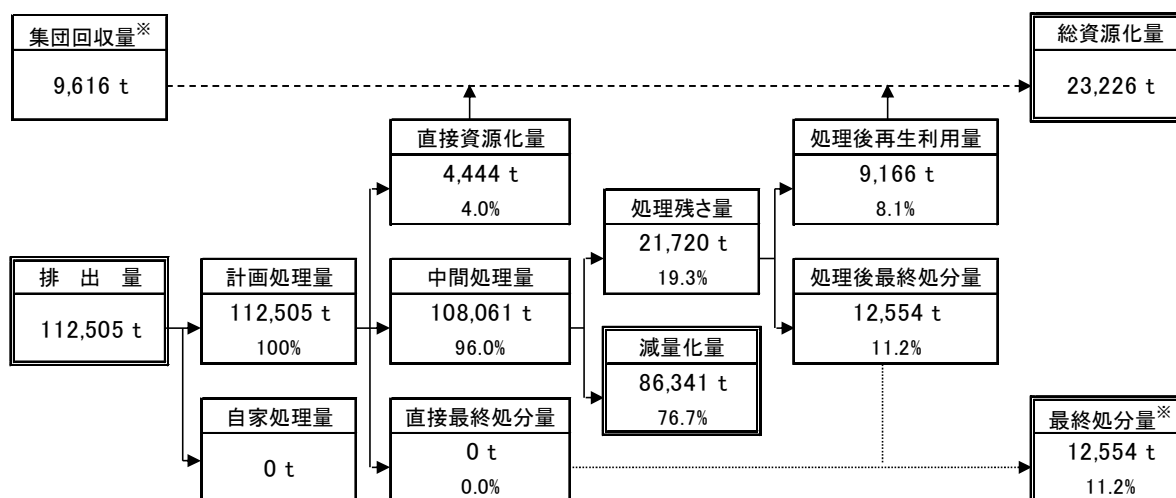 集団回収量※
9,616 t
総資源化量
23,226 t
直接資源化量
4,444 t
4.0%
処理後再生利用量
9,166 t
8.1%
処理残さ量
21,720 t
19.3%
排　出　量
112,505 t
計画処理量
112,505 t
100%
中間処理量
108,061 t
96.0%
処理後最終処分量
12,554 t
11.2%
減量化量
86,341 t
76.7%
自家処理量
0 t
直接最終処分量
0 t
0.0%
最終処分量※
12,554 t
11.2%